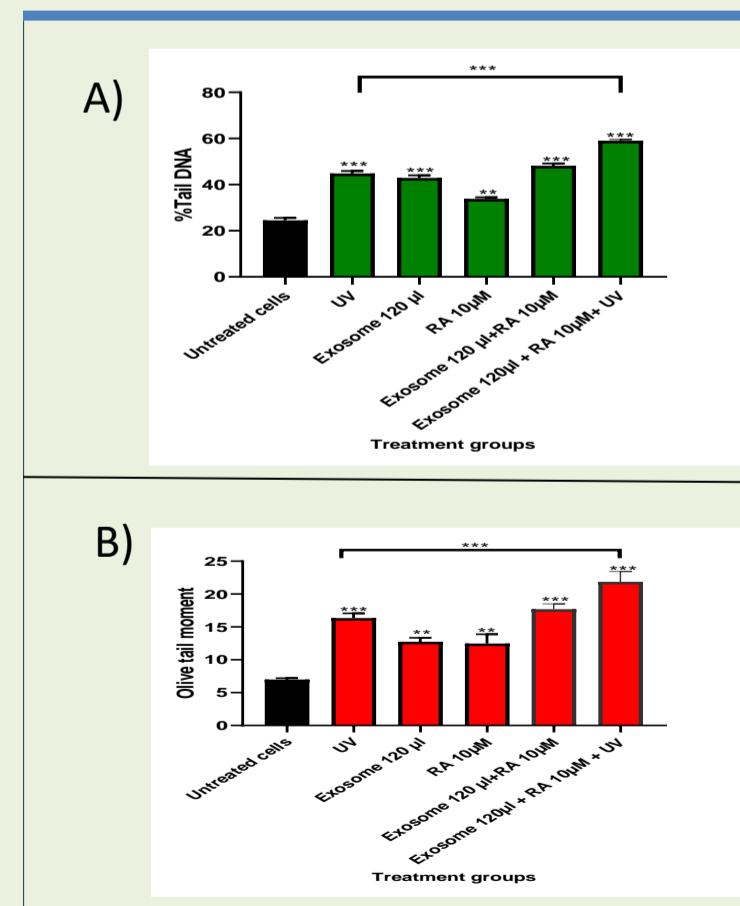 A)
***
80
60
40
20
0
%Tail DNA
***
***
**
***
***
Untreated cells
UV
Exosome 120 µl
RA 10µM
Exosome 120 µl+RA 10µM
Exosome 120µl + RA 10µM+ UV
Treatment groups
B)
***
25
20
15
10
5
0
Olive tail moment
***
**
**
***
***
Untreated cells
UV
Exosome 120 µl
RA 10µM
Exosome 120 µl+RA 10µM
Exosome 120µl + RA 10µM + UV
Treatment groups